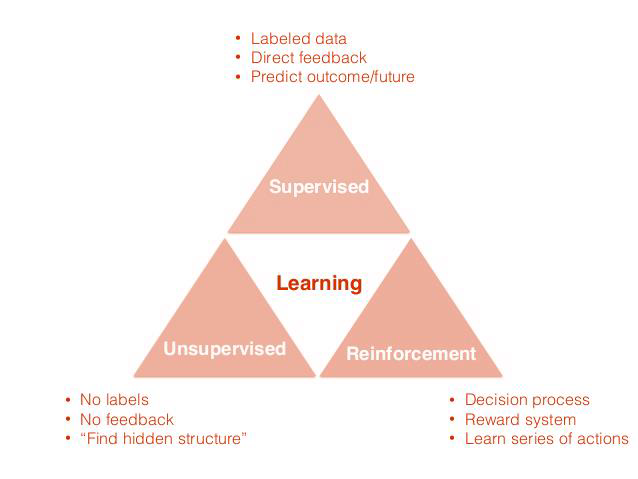 • Labeled data
• Direct feedback
• Predict outcome/future
Supervised
Learning
Unsupervised
Reinforcement
• No labels
• No feedback
• “Find hidden structure”
• Decision process
• Reward system
• Learn series of actions